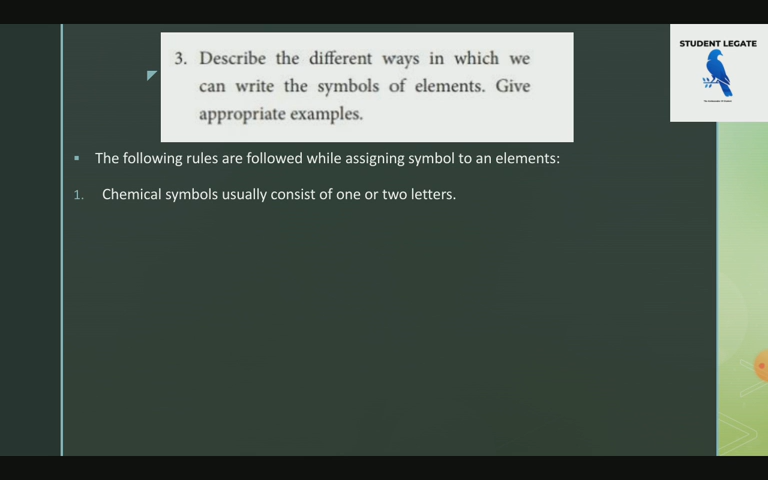 STUDENT LEGATE
3. Describe the different ways in which we
can write the symbols of elements. Give
appropriate examples.
▪ The following rules are followed while assigning symbol to an elements:
1. Chemical symbols usually consist of one or two letters.